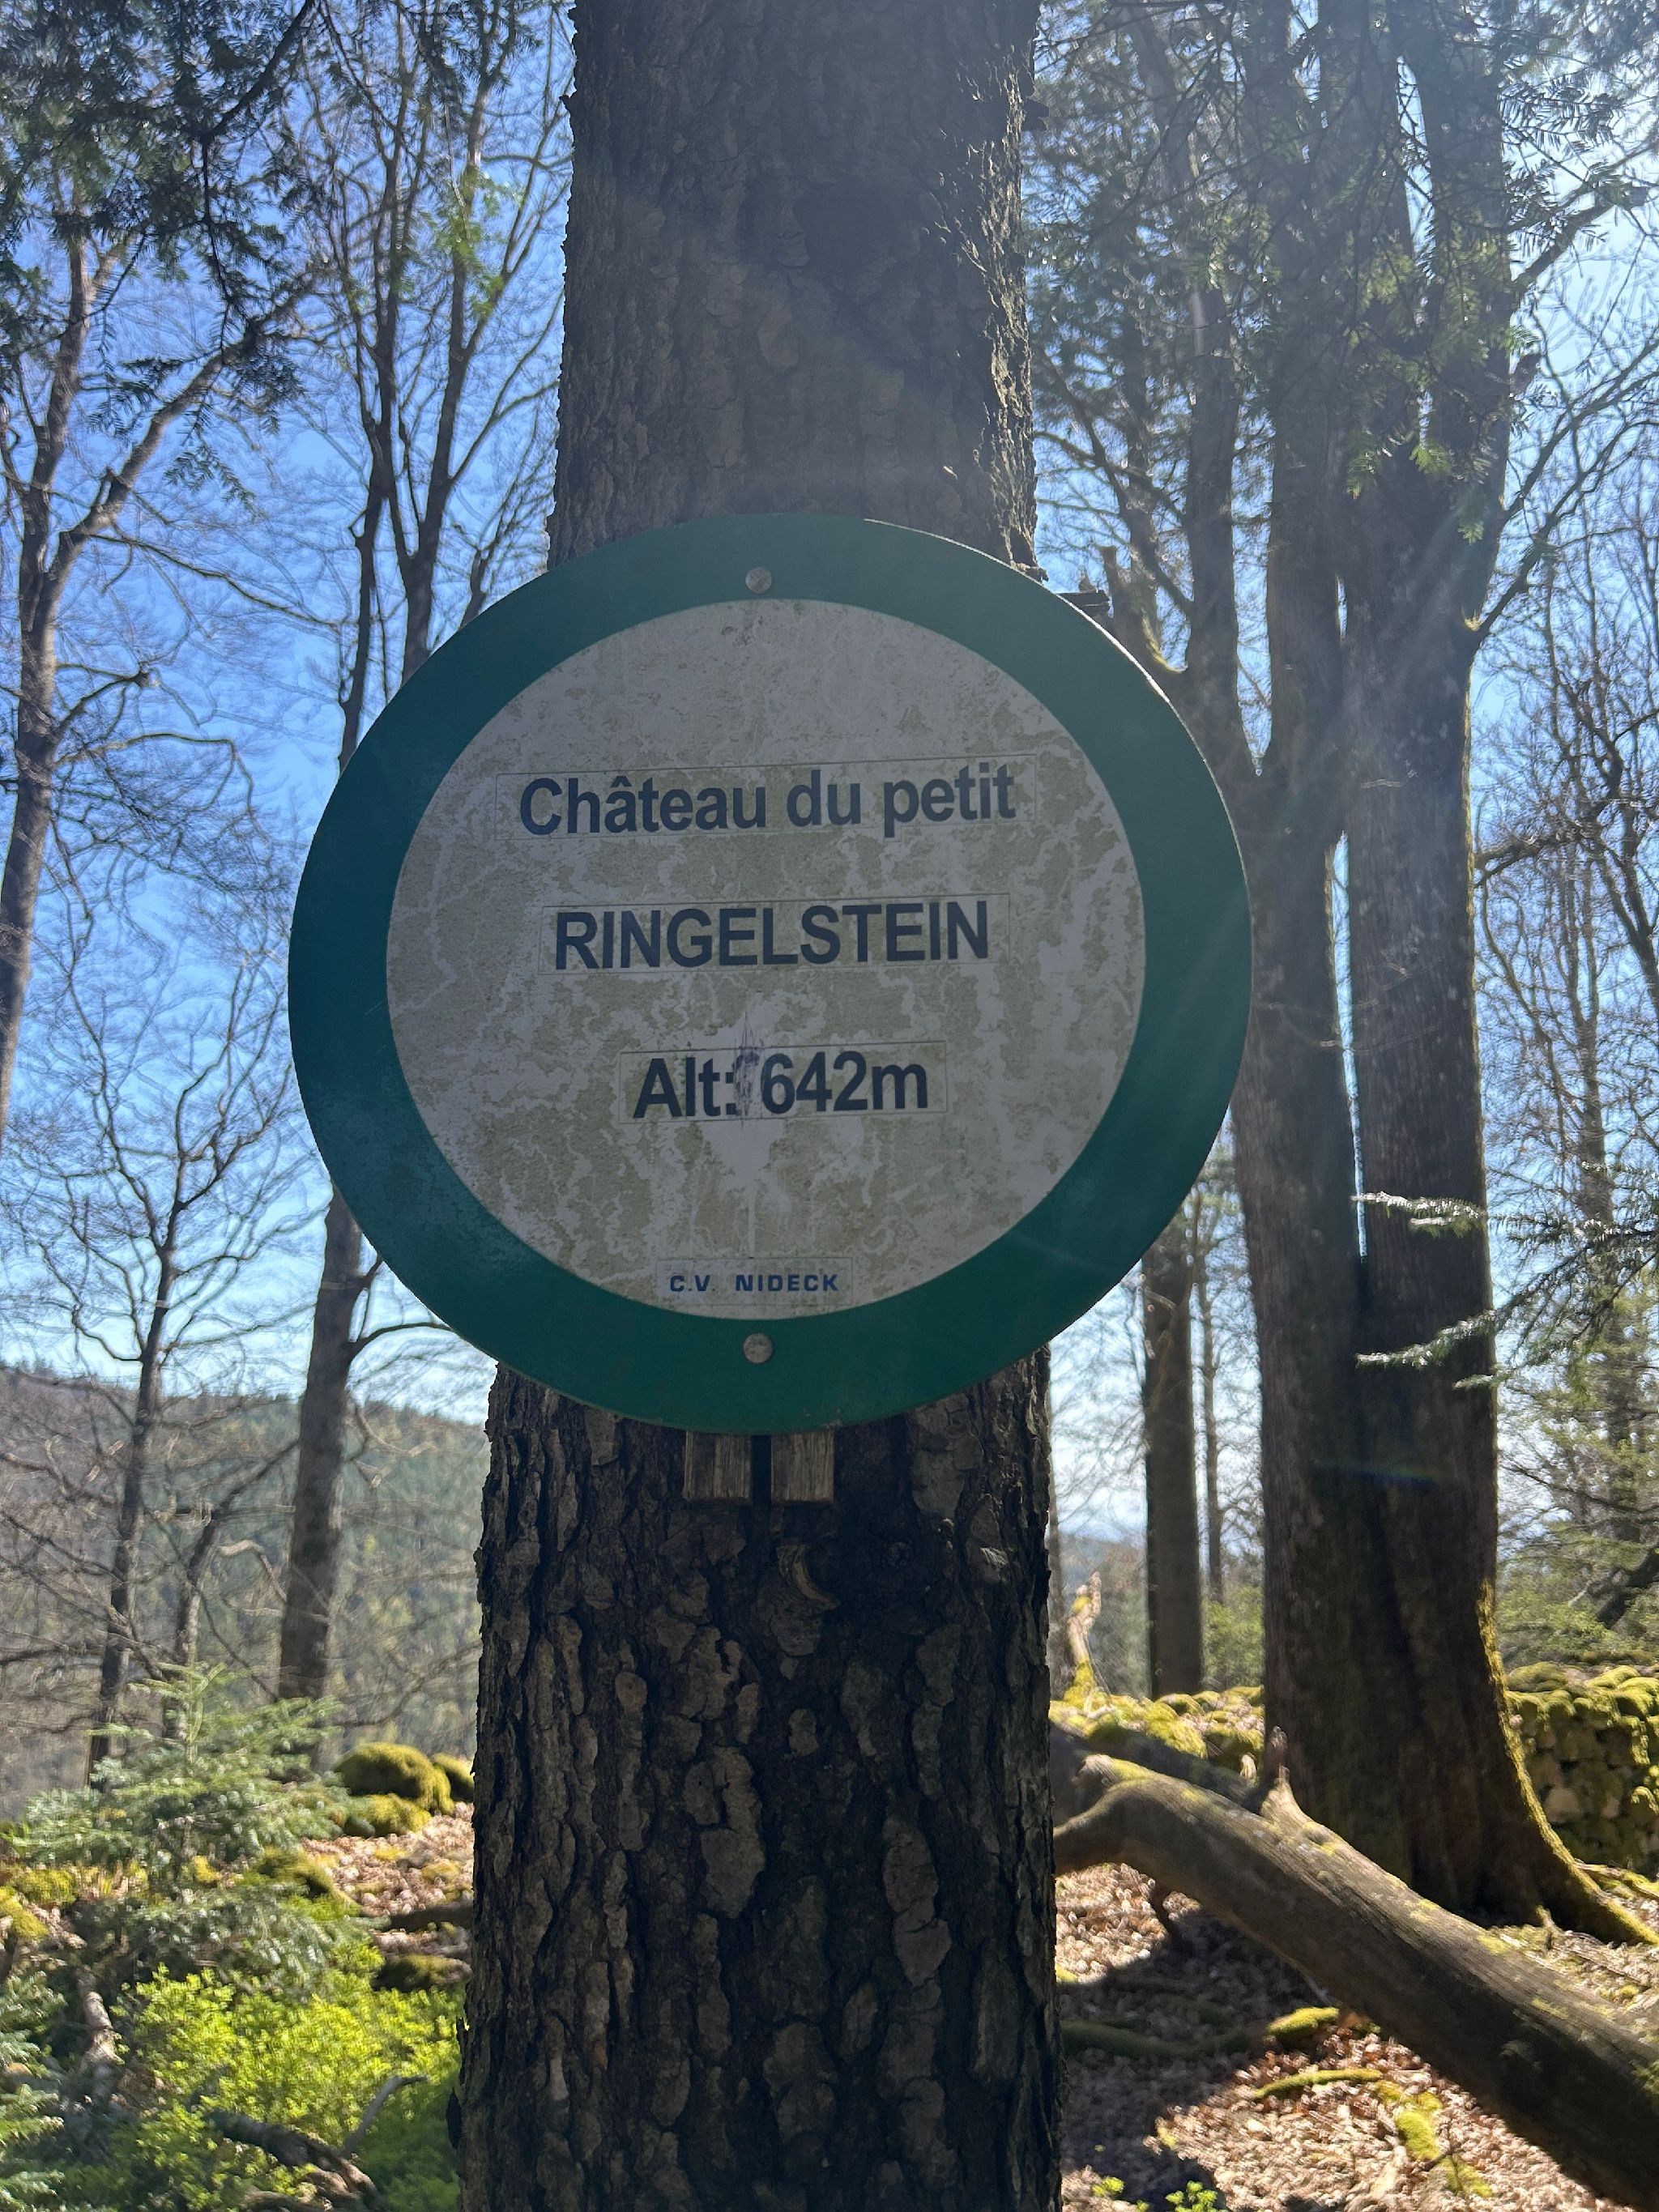 Château du petit
RINGELSTEIN
Alt: 642m
C.V. NIDECK